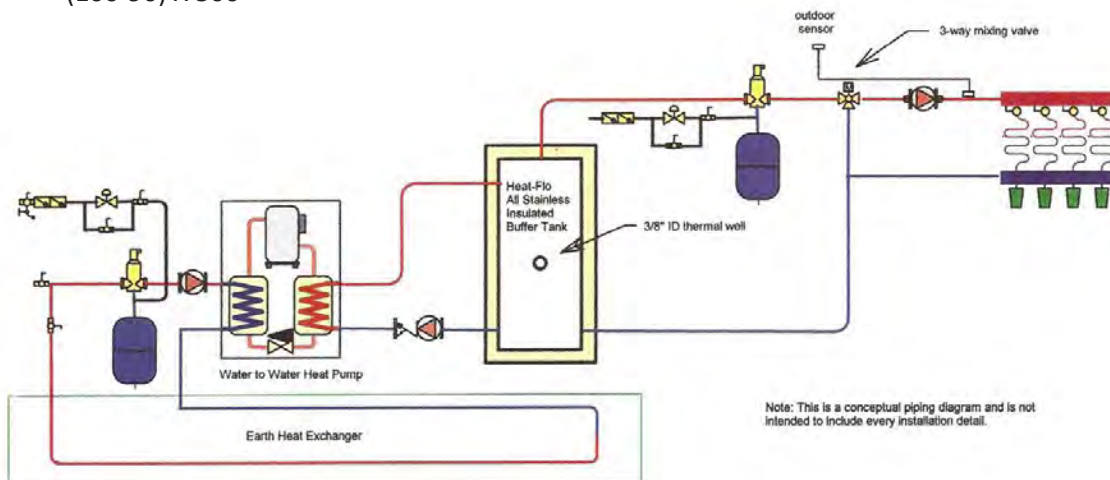 outdoor
sensor
3-way mixing valve
Heat-Flo
All Stainless
Insulated
Buffer Tank
3/8" ID thermal well
Water to Water Heat Pump
Earth Heat Exchanger
Note: This is a conceptual piping diagram and is not
intended to include every installation detail.